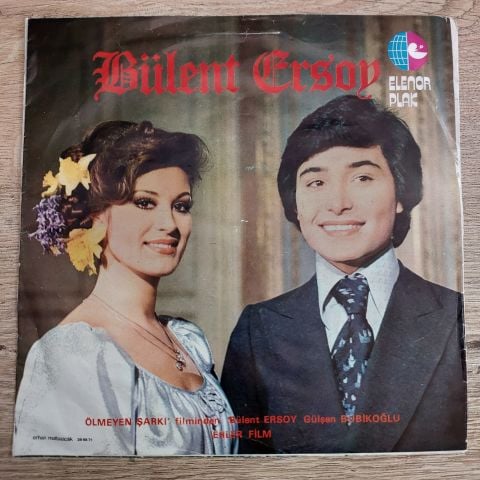 Bülent Ersoy
ELENOR
PLAK
ÖLMEYEN ŞARKI' filminden Bülent ERSOY Gülşen BUBİKOĞLU
ERLER FİLM